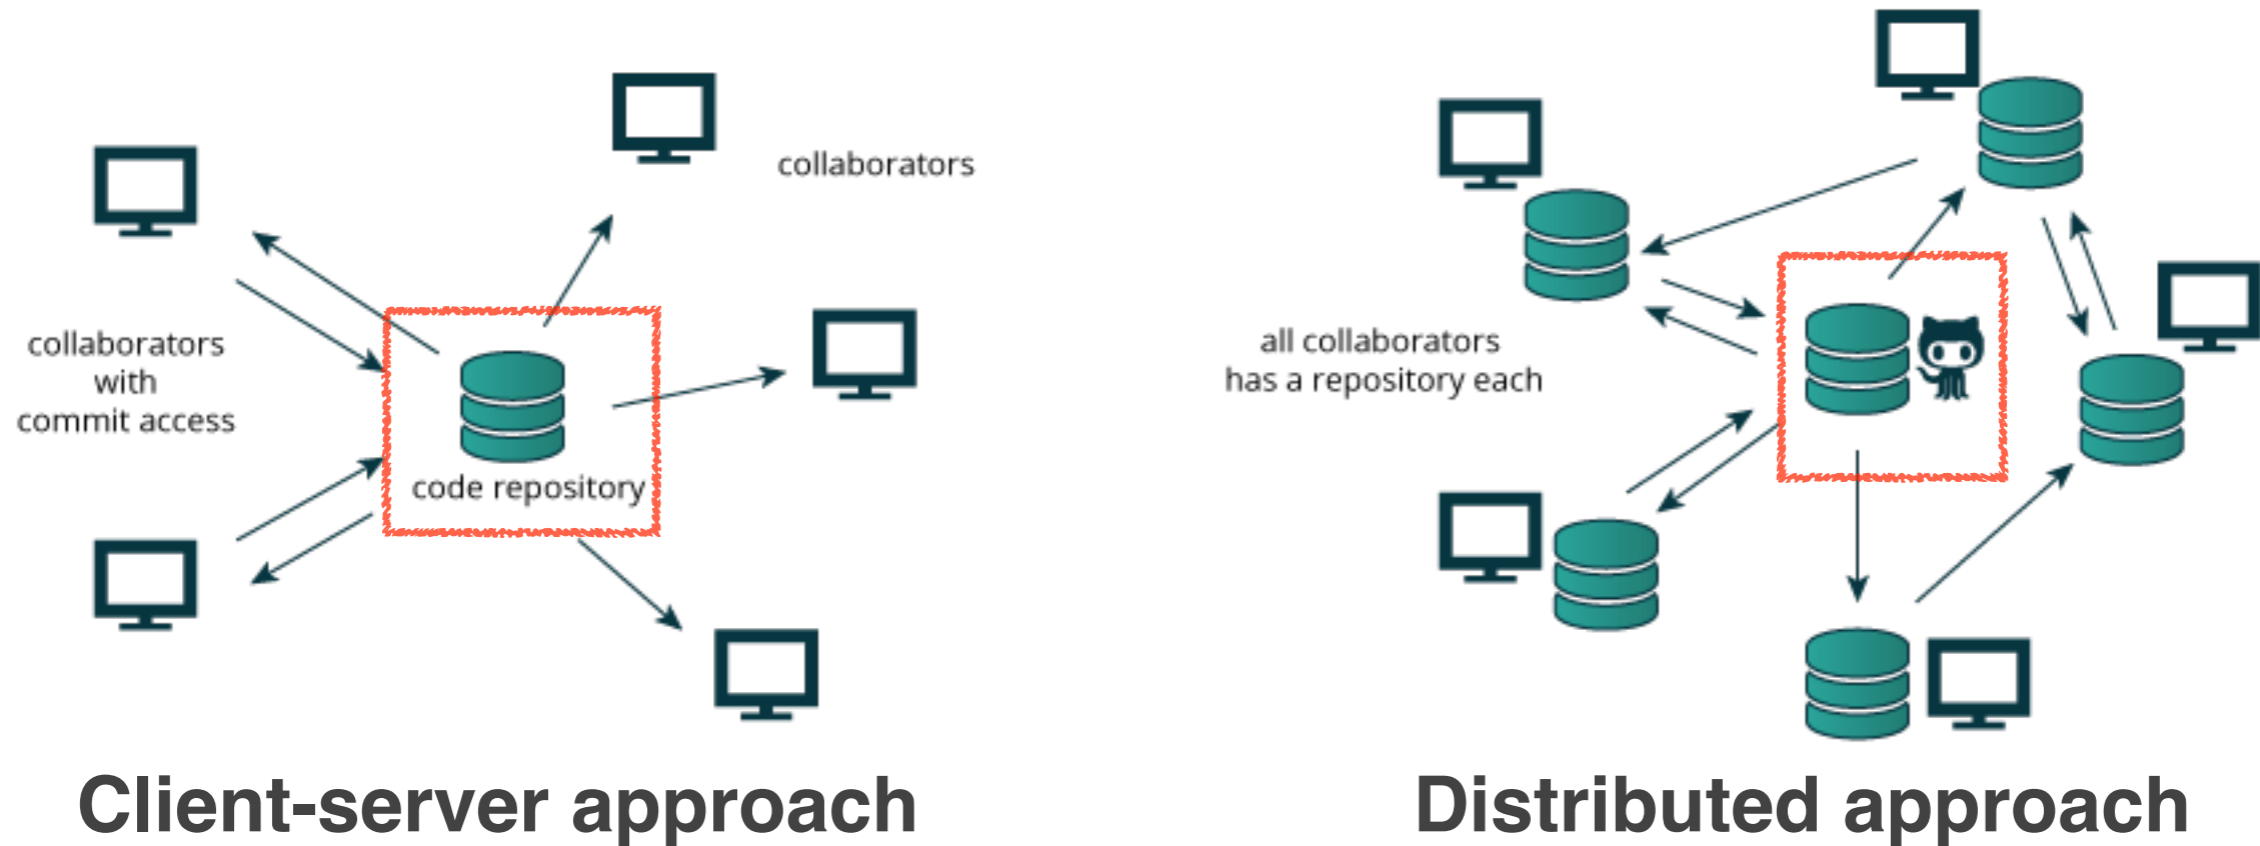 collaborators
collaborators
with
commit access
code repository
Client-server approach
all collaborators
has a repository each
Distributed approach